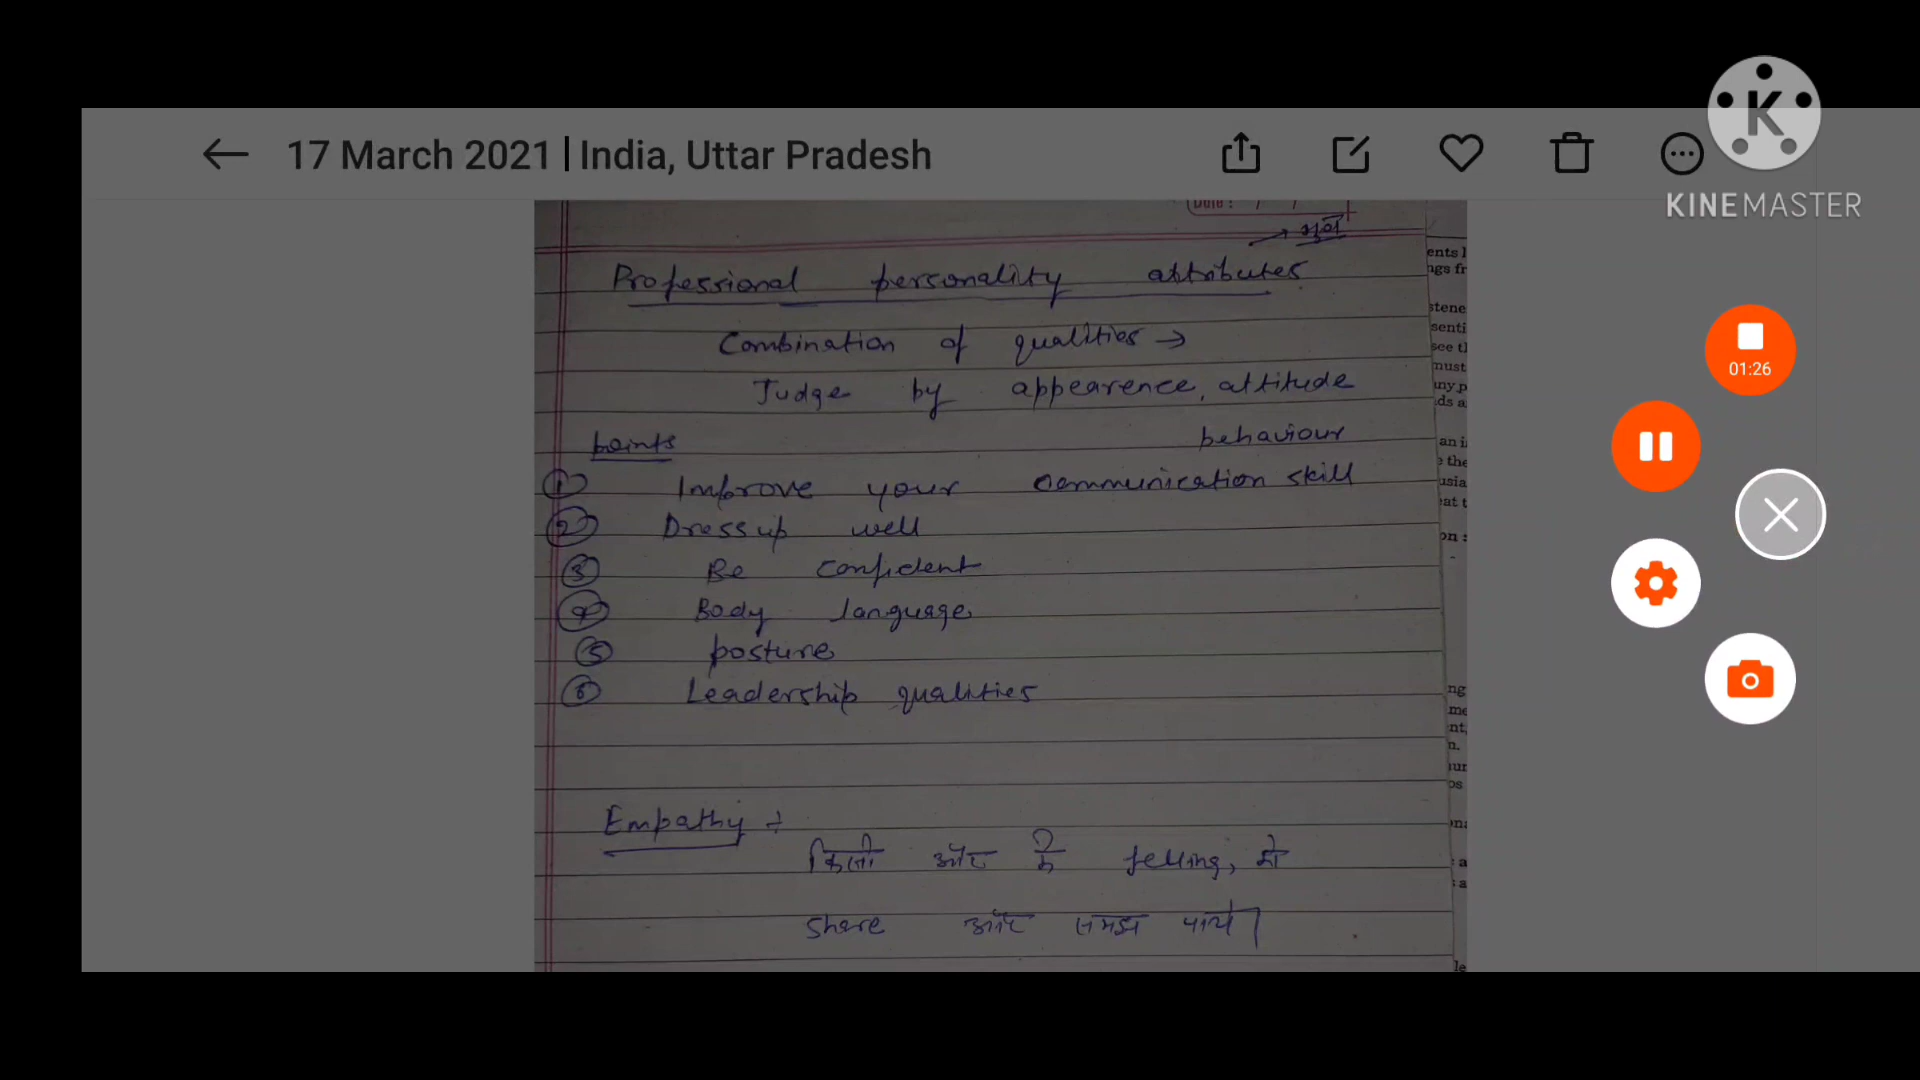 17 March 2021 | India, Uttar Pradesh
KINEMASTER
Date : / /
→ गुण
Professional personality attributes
Combination of qualities →
Judge by appearence, attitude
behaviour
points
① Improve your communication skill
② Dress up well
③ Be confident
④ Body language
⑤ posture
⑥ Leadership qualities
01:26
Empathy ÷
किसी और के felling, को
share और समझ पाये।